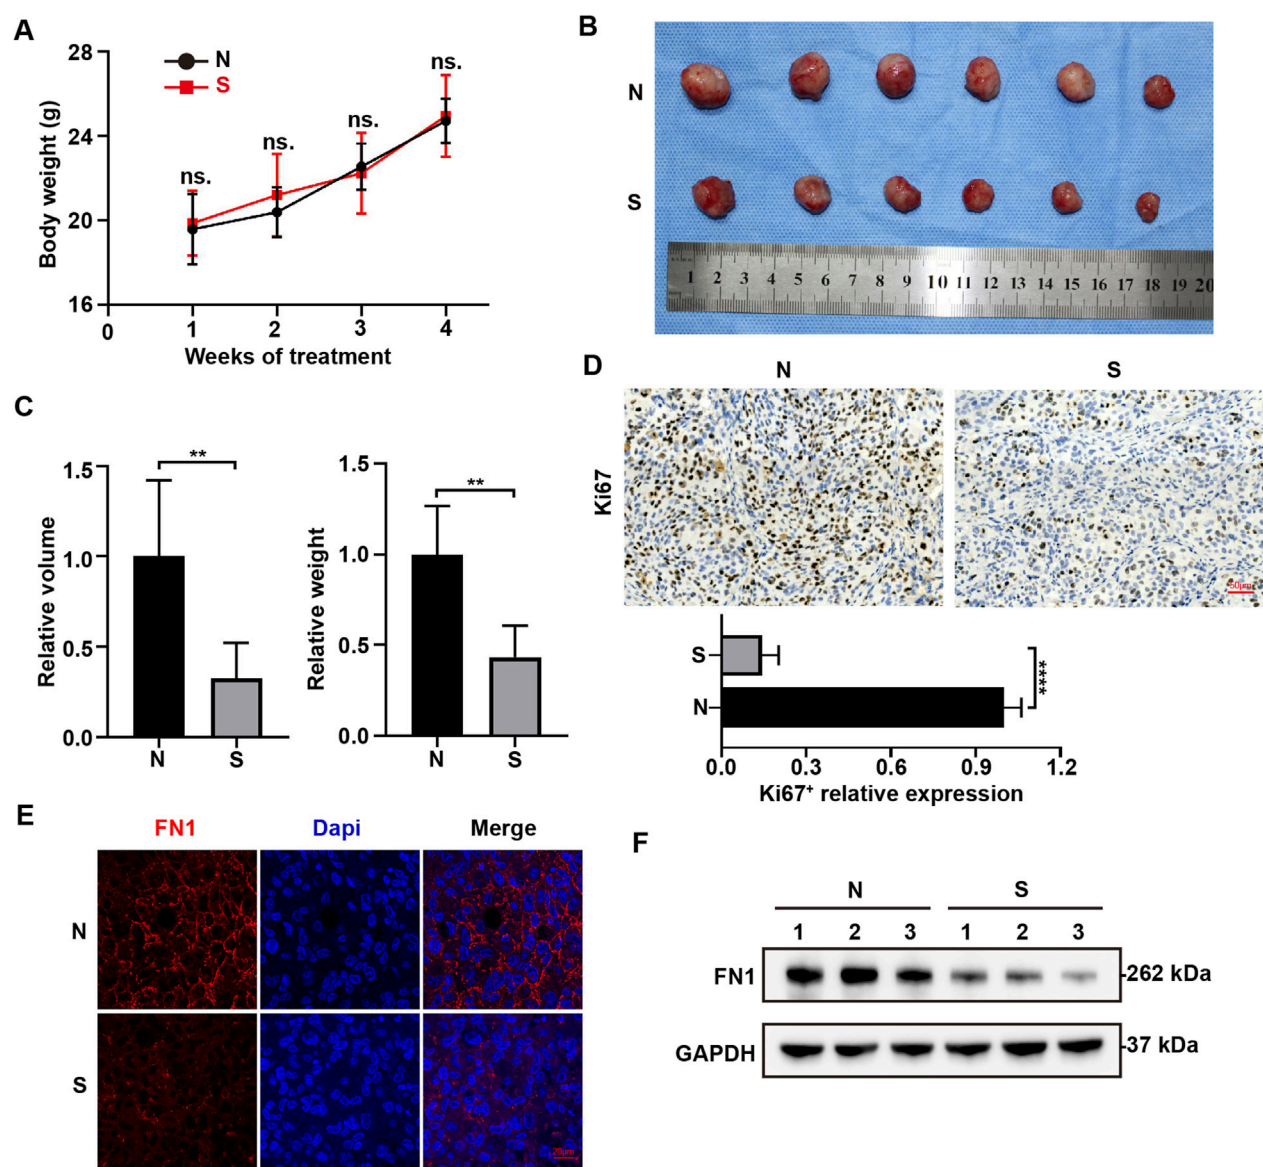 A
28
24
20
16
Body weight (g)
N
S
ns.
ns.
ns.
ns.
0
1
2
3
4
Weeks of treatment
B
N
S
1 2 3 4 5 6 7 8 9 10 11 12 13 14 15 16 17 18 19 20
C
1.5
1.0
0.5
0.0
Relative volume
**
N
S
1.5
1.0
0.5
0.0
Relative weight
**
N
S
D
N
S
Ki67
50μm
S
N
****
0.0
0.3
0.6
0.9
1.2
Ki67⁺ relative expression
E
FN1
Dapi
Merge
N
S
20μm
F
N
S
1 2 3 1 2 3
FN1
-262 kDa
GAPDH
-37 kDa